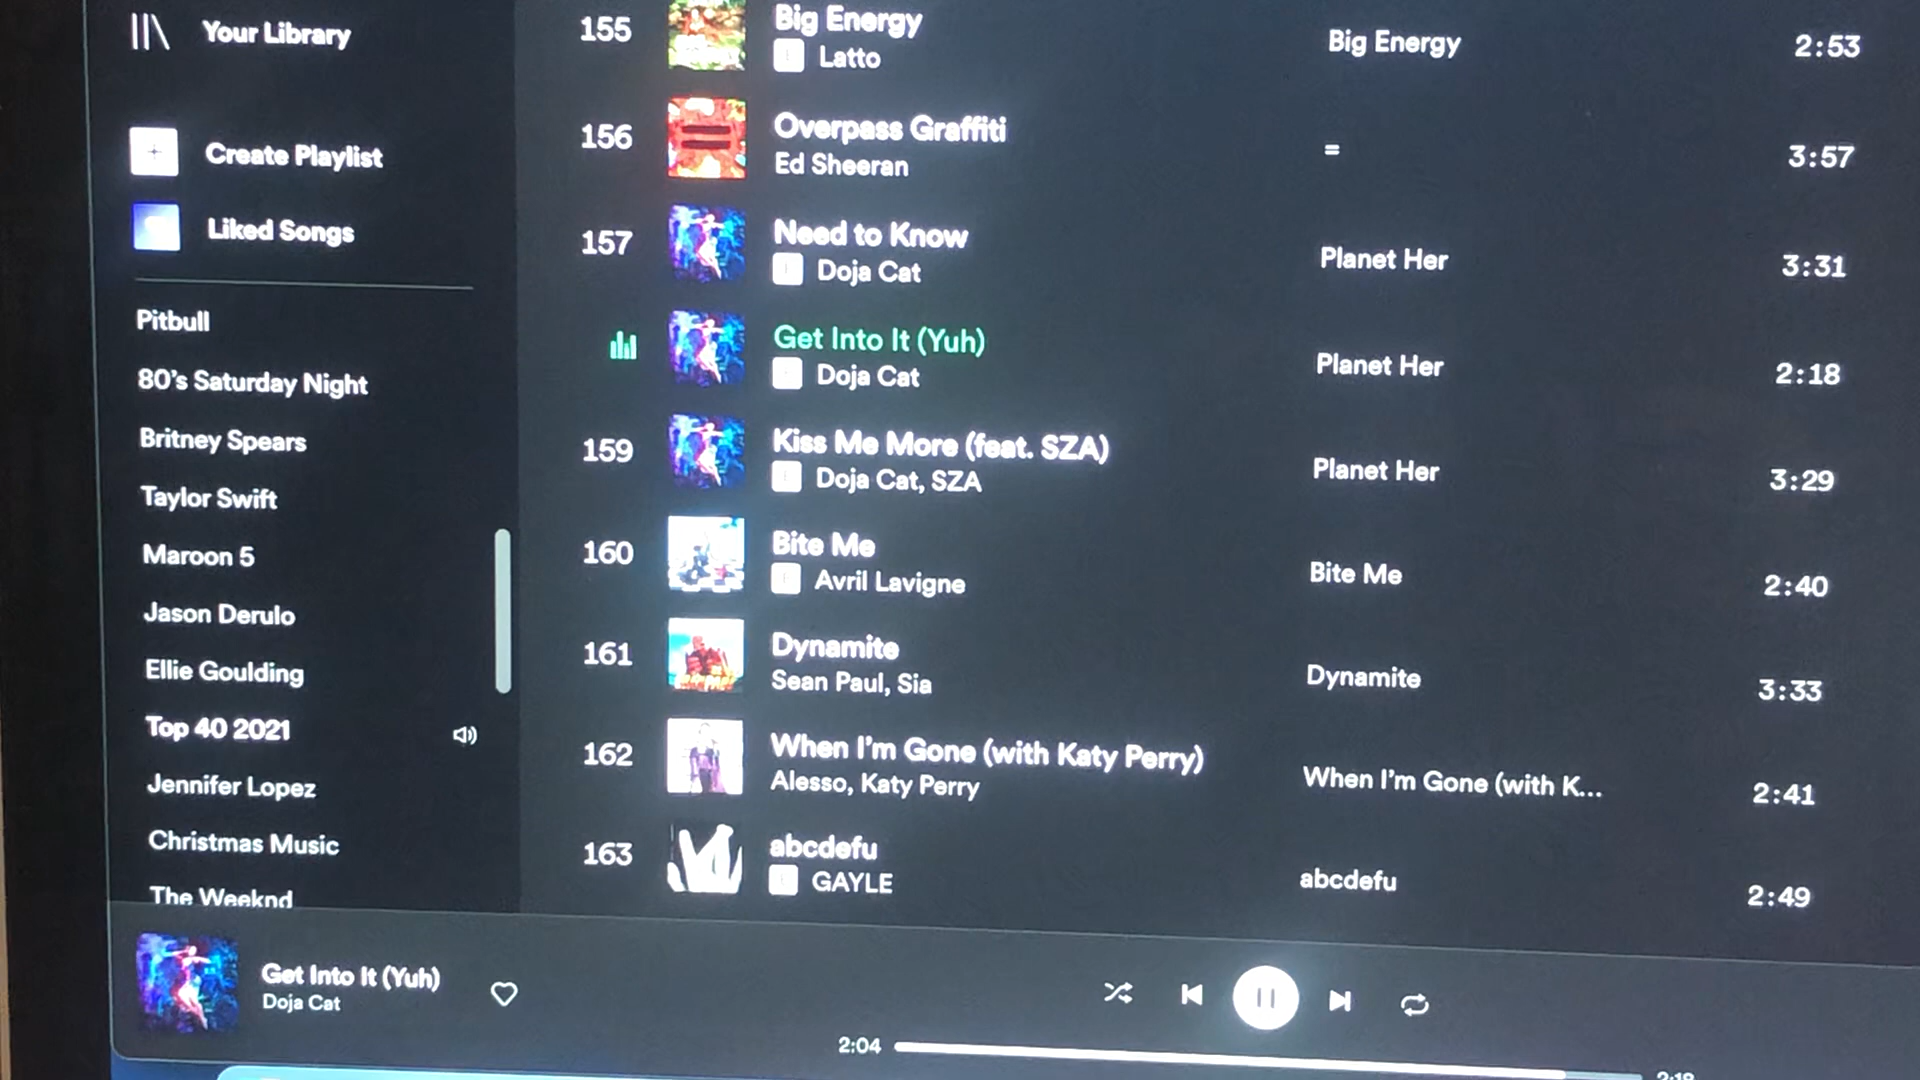 Your Library
Create Playlist
Liked Songs
Pitbull
80's Saturday Night
Britney Spears
Taylor Swift
Maroon 5
Jason Derulo
Ellie Goulding
Top 40 2021
Jennifer Lopez
Christmas Music
The Weeknd
155 Big Energy Big Energy 2:53
Latto
156 Overpass Graffiti = 3:57
Ed Sheeran
157 Need to Know Planet Her 3:31
Doja Cat
Get Into It (Yuh) Planet Her 2:18
Doja Cat
159 Kiss Me More (feat. SZA) Planet Her 3:29
Doja Cat, SZA
160 Bite Me Bite Me 2:40
Avril Lavigne
161 Dynamite Dynamite 3:33
Sean Paul, Sia
162 When I'm Gone (with Katy Perry) When I'm Gone (with K... 2:41
Alesso, Katy Perry
163 abcdefu abcdefu 2:49
GAYLE
Get Into It (Yuh)
Doja Cat
2:04 2:18